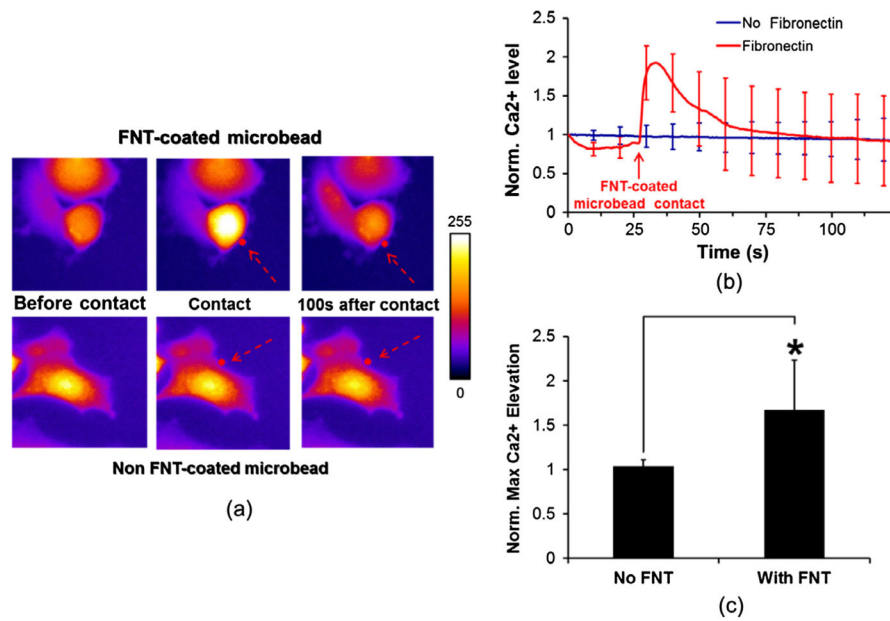 FNT-coated microbead
255
Before contact
Contact
100s after contact
0
Non FNT-coated microbead
(a)
No Fibronectin
Fibronectin
2.5
2
1.5
1
0.5
0
Norm. Ca2+ level
FNT-coated
microbead contact
0
25
50
75
100
Time (s)
(b)
2.5
2
1.5
1
0.5
0
Norm. Max Ca2+ Elevation
*
No FNT
With FNT
(c)